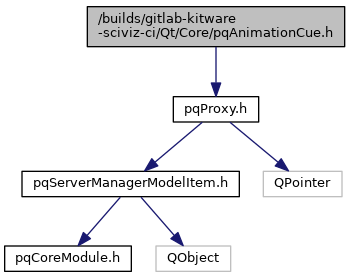 /builds/gitlab-kitware
-sciviz-ci/Qt/Core/pqAnimationCue.h
pqProxy.h
pqServerManagerModelItem.h
QPointer
pqCoreModule.h
QObject